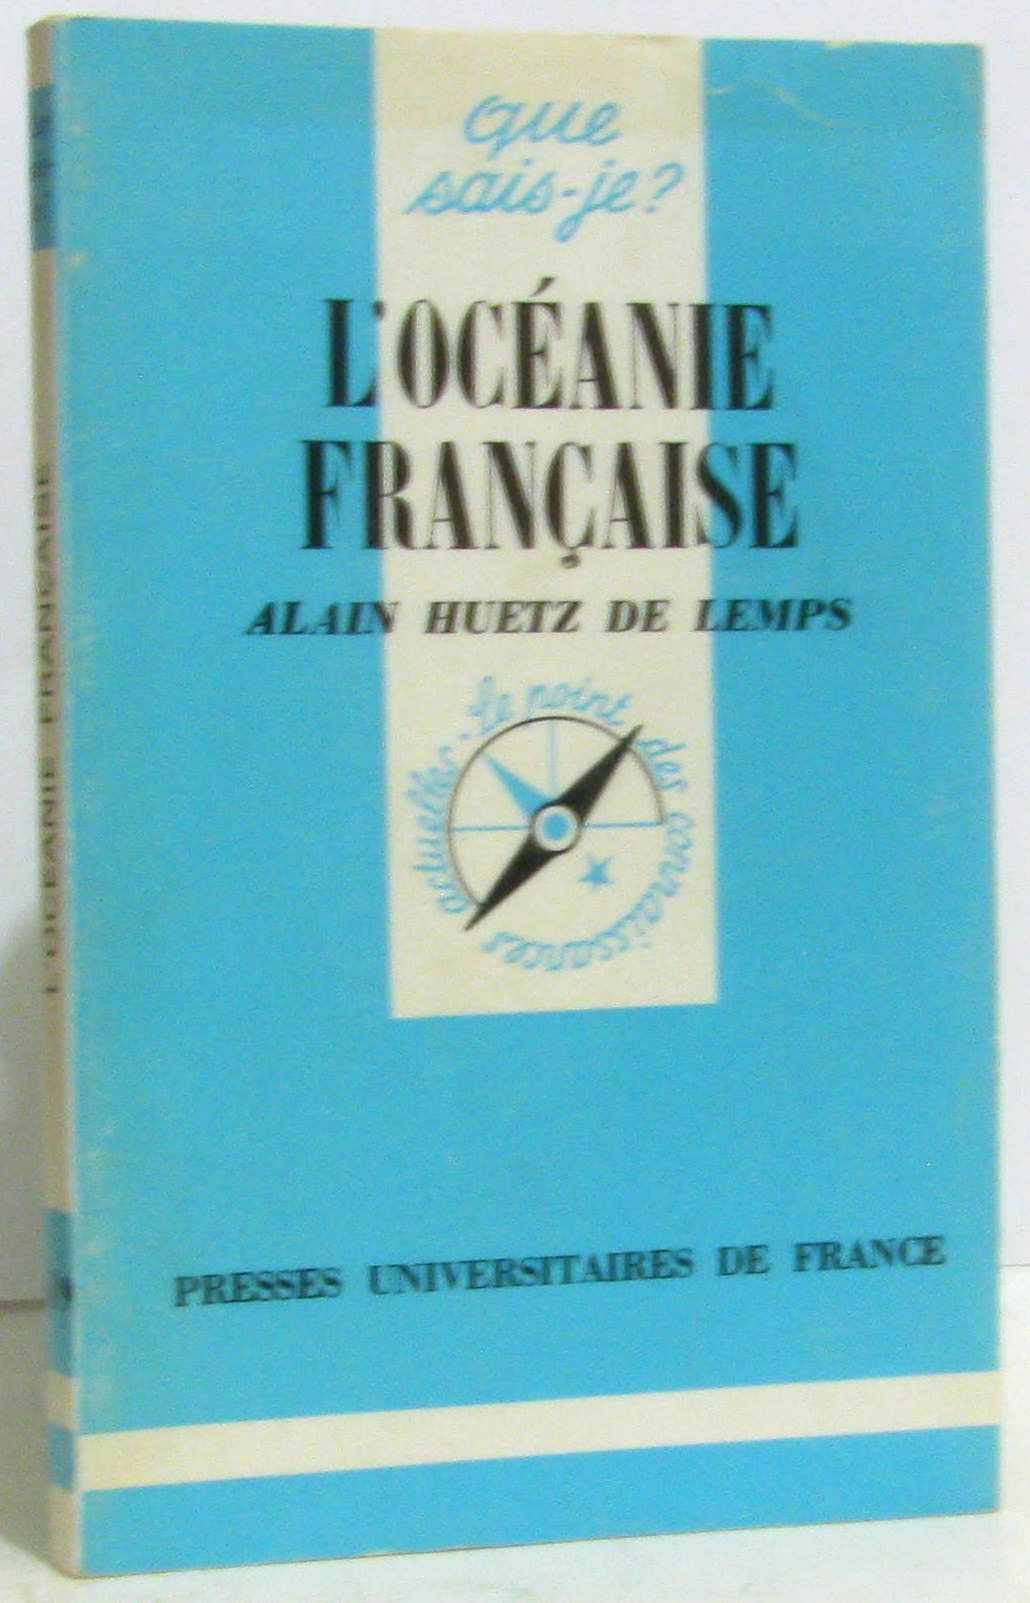 que
sais-je?
L'OCÉANIE
FRANÇAISE
ALAIN HUETZ DE LEMPS
le point des connaissances actuelles
PRESSES UNIVERSITAIRES DE FRANCE
L'OCÉANIE FRANÇAISE